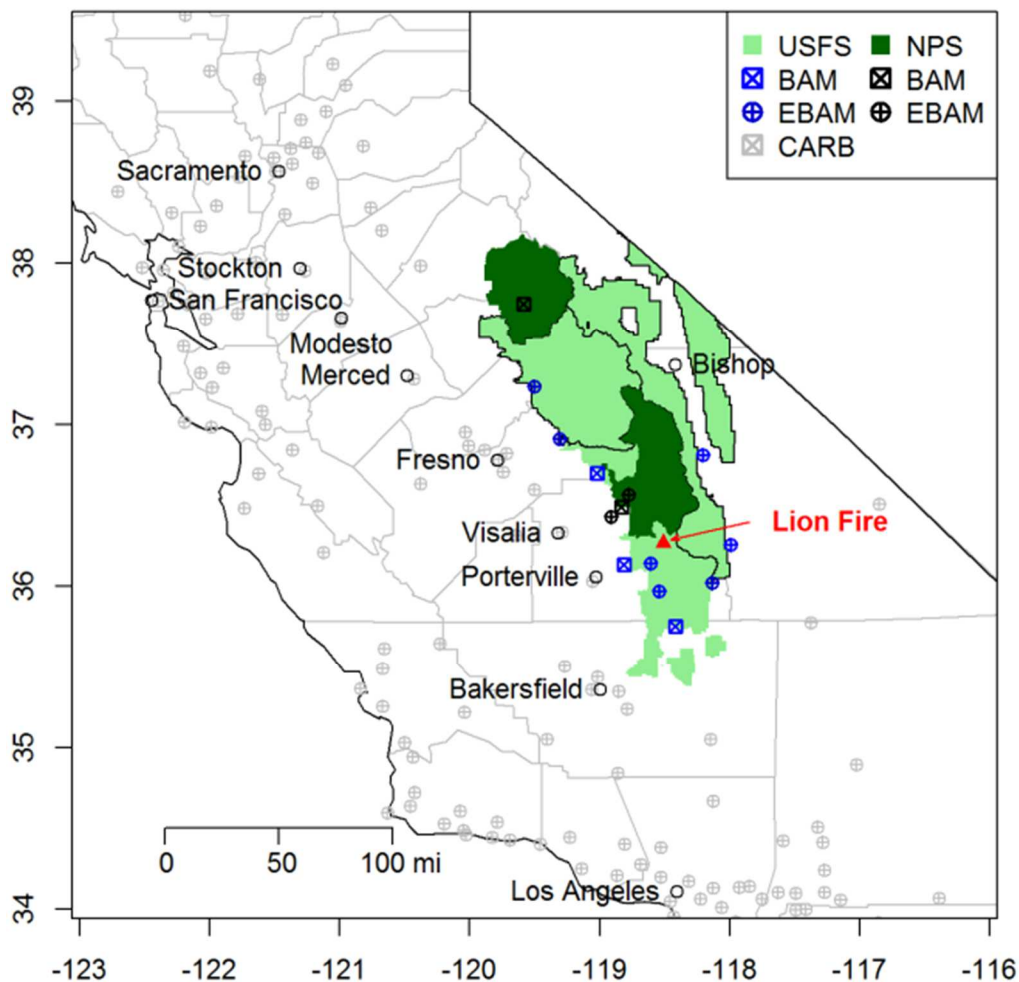 USFS NPS
BAM BAM
EBAM EBAM
CARB
39
Sacramento
38
Stockton
San Francisco
Modesto
Merced
Bishop
37
Fresno
Lion Fire
Visalia
36
Porterville
Bakersfield
35
0 50 100 mi
Los Angeles
34
-123 -122 -121 -120 -119 -118 -117 -116